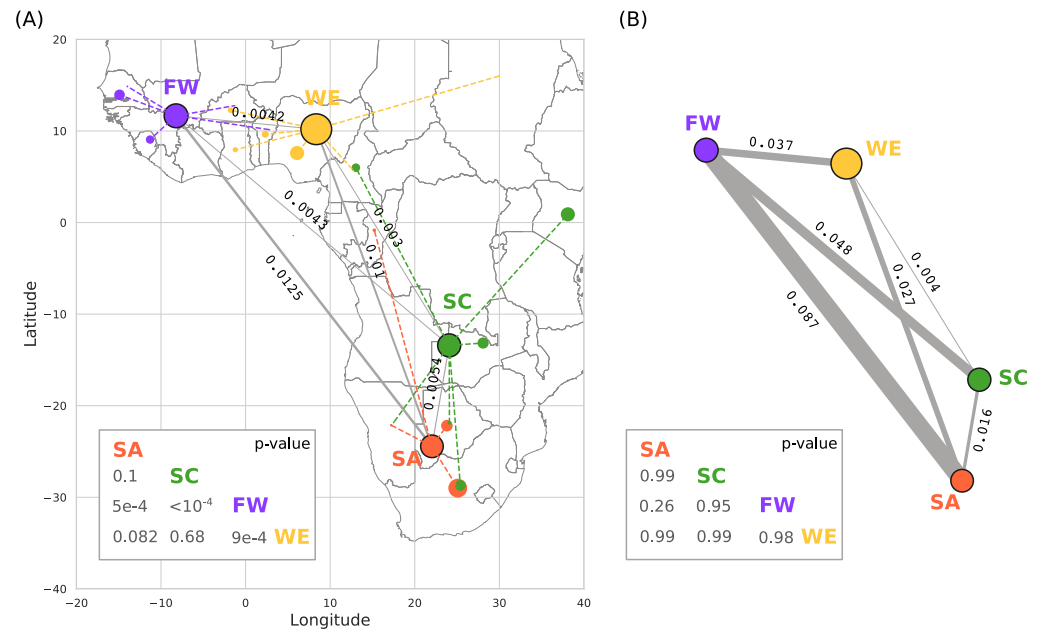 (A)
(B)
20
10
0
−10
−20
−30
−40
Latitude
−20
−10
0
10
20
30
40
Longitude
FW
WE
SC
SA
0.0042
0.0043
0.003
0.01
0.0125
0.0054
SA p-value
0.1 SC
5e-4 <10⁻⁴ FW
0.082 0.68 9e-4 WE
FW
WE
SC
SA
0.037
0.048
0.004
0.027
0.087
0.016
SA p-value
0.99 SC
0.26 0.95 FW
0.99 0.99 0.98 WE